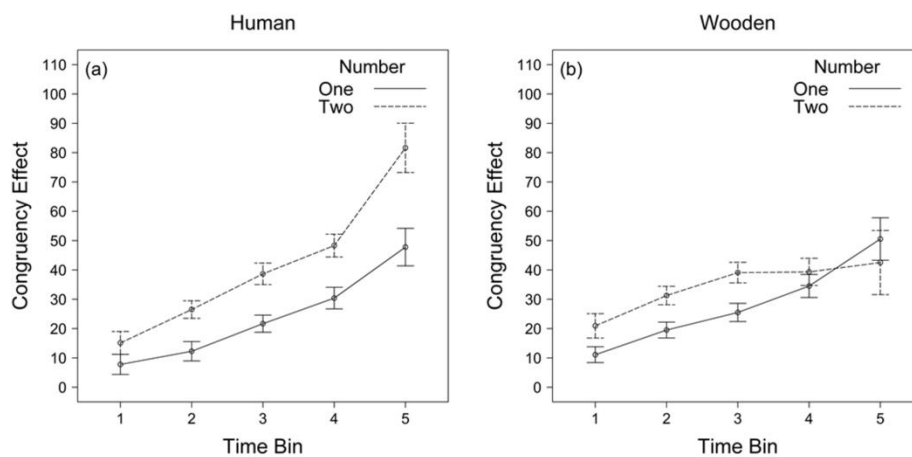 Human
(a)
Number
One
Two
110
100
90
80
70
60
50
40
30
20
10
0
Congruency Effect
1 2 3 4 5
Time Bin
Wooden
(b)
Number
One
Two
110
100
90
80
70
60
50
40
30
20
10
0
Congruency Effect
1 2 3 4 5
Time Bin